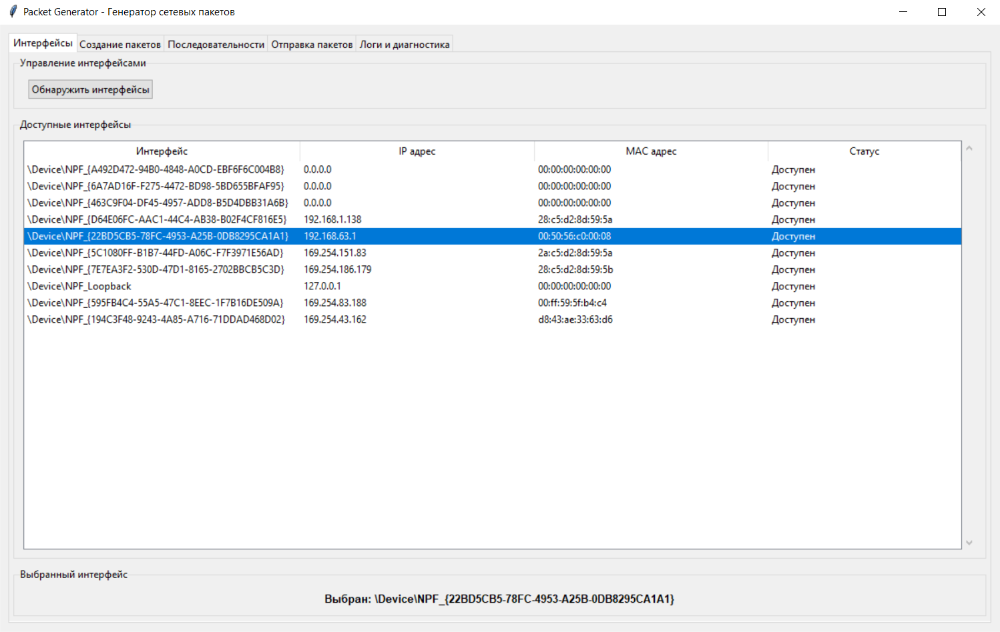 Packet Generator - Генератор сетевых пакетов
Интерфейсы Создание пакетов Последовательности Отправка пакетов Логи и диагностика
Управление интерфейсами
Обнаружить интерфейсы
Доступные интерфейсы
Интерфейс IP адрес MAC адрес Статус
\Device\NPF_{A492D472-94B0-4848-A0CD-EBF6F6C004B8} 0.0.0.0 00:00:00:00:00:00 Доступен
\Device\NPF_{6A7AD16F-F275-4472-BD98-5BD655BFAF95} 0.0.0.0 00:00:00:00:00:00 Доступен
\Device\NPF_{463C9F04-DF45-4957-ADD8-B5D4DBB31A6B} 0.0.0.0 00:00:00:00:00:00 Доступен
\Device\NPF_{D64E06FC-AAC1-44C4-AB38-B02F4CF816E5} 192.168.1.138 28:c5:d2:8d:59:5a Доступен
\Device\NPF_{22BD5CB5-78FC-4953-A25B-0DB8295CA1A1} 192.168.63.1 00:50:56:c0:00:08 Доступен
\Device\NPF_{5C1080FF-B1B7-44FD-A06C-F7F3971E56AD} 169.254.151.83 2a:c5:d2:8d:59:5a Доступен
\Device\NPF_{7E7EA3F2-530D-47D1-8165-2702BBCB5C3D} 169.254.186.179 28:c5:d2:8d:59:5b Доступен
\Device\NPF_Loopback 127.0.0.1 00:00:00:00:00:00 Доступен
\Device\NPF_{595FB4C4-55A5-47C1-8EEC-1F7B16DE509A} 169.254.83.188 00:ff:59:5f:b4:c4 Доступен
\Device\NPF_{194C3F48-9243-4A85-A716-71DDAD468D02} 169.254.43.162 d8:43:ae:33:63:d6 Доступен
Выбранный интерфейс
Выбран: \Device\NPF_{22BD5CB5-78FC-4953-A25B-0DB8295CA1A1}